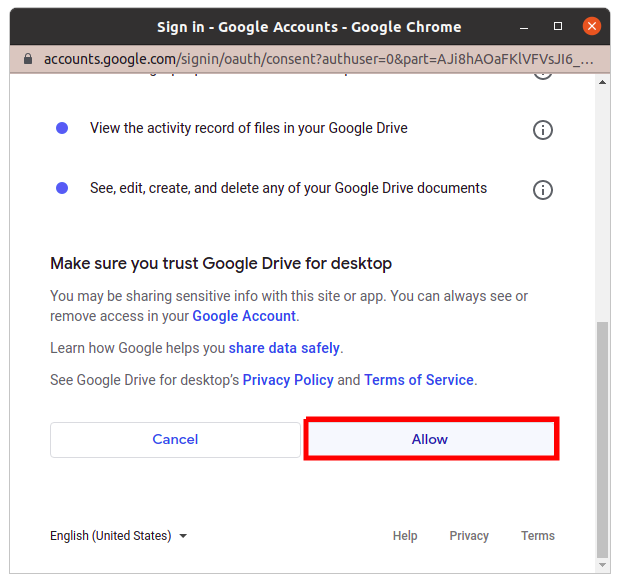 Sign in - Google Accounts - Google Chrome
accounts.google.com/signin/oauth/consent?authuser=0&part=AJi8hAOaFKlVFVsJI6_...
View the activity record of files in your Google Drive
See, edit, create, and delete any of your Google Drive documents
Make sure you trust Google Drive for desktop
You may be sharing sensitive info with this site or app. You can always see or
remove access in your Google Account.
Learn how Google helps you share data safely.
See Google Drive for desktop's Privacy Policy and Terms of Service.
Cancel
Allow
English (United States)
Help
Privacy
Terms